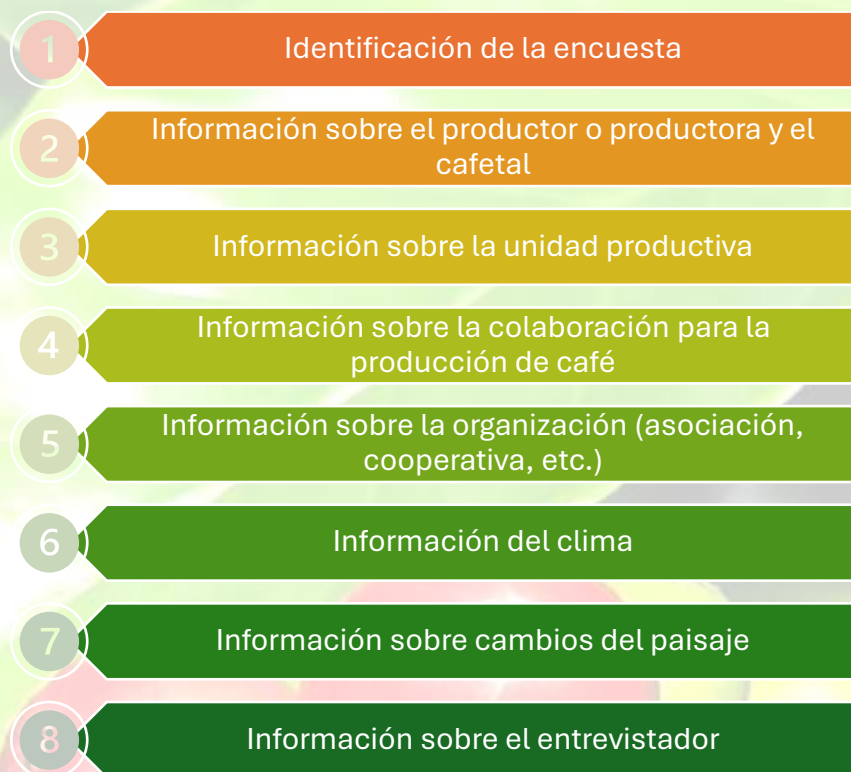 1
Identificación de la encuesta
2
Información sobre el productor o productora y el
cafetal
3
Información sobre la unidad productiva
4
Información sobre la colaboración para la
producción de café
5
Información sobre la organización (asociación,
cooperativa, etc.)
6
Información del clima
7
Información sobre cambios del paisaje
8
Información sobre el entrevistador